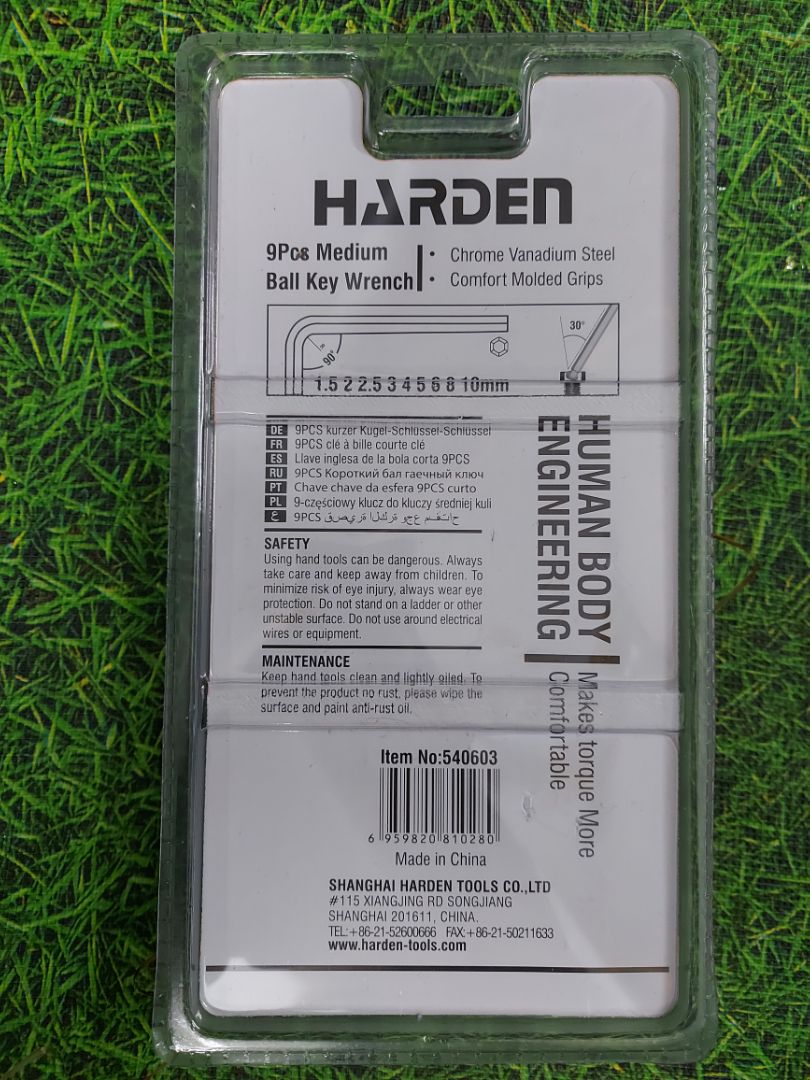 HARDEN
9Pcs Medium
Ball Key Wrench
• Chrome Vanadium Steel
• Comfort Molded Grips
90°
30°
1.5 2 2.5 3 4 5 6 8 10mm
DE 9PCS kurzer Kugel-Schlüssel-Schlüssel
FR 9PCS clé à bille courte clé
ES Llave inglesa de la bola corta 9PCS
RU 9PCS Короткий бал гаечный ключ
PT Chave chave da esfera 9PCS curto
PL 9-częściowy klucz do kluczy średniej kuli
ع 9PCS ةريصق ةركلا عجو حاتفم
HUMAN BODY
ENGINEERING
Makes torque More
Comfortable
SAFETY
Using hand tools can be dangerous. Always
take care and keep away from children. To
minimize risk of eye injury, always wear eye
protection. Do not stand on a ladder or other
unstable surface. Do not use around electrical
wires or equipment.
MAINTENANCE
Keep hand tools clean and lightly oiled. To
prevent the product no rust, please wipe the
surface and paint anti-rust oil.
Item No:540603
6 959820 810280
Made in China
SHANGHAI HARDEN TOOLS CO.,LTD
#115 XIANGJING RD SONGJIANG
SHANGHAI 201611, CHINA.
TEL:+86-21-52600666 FAX:+86-21-50211633
www.harden-tools.com